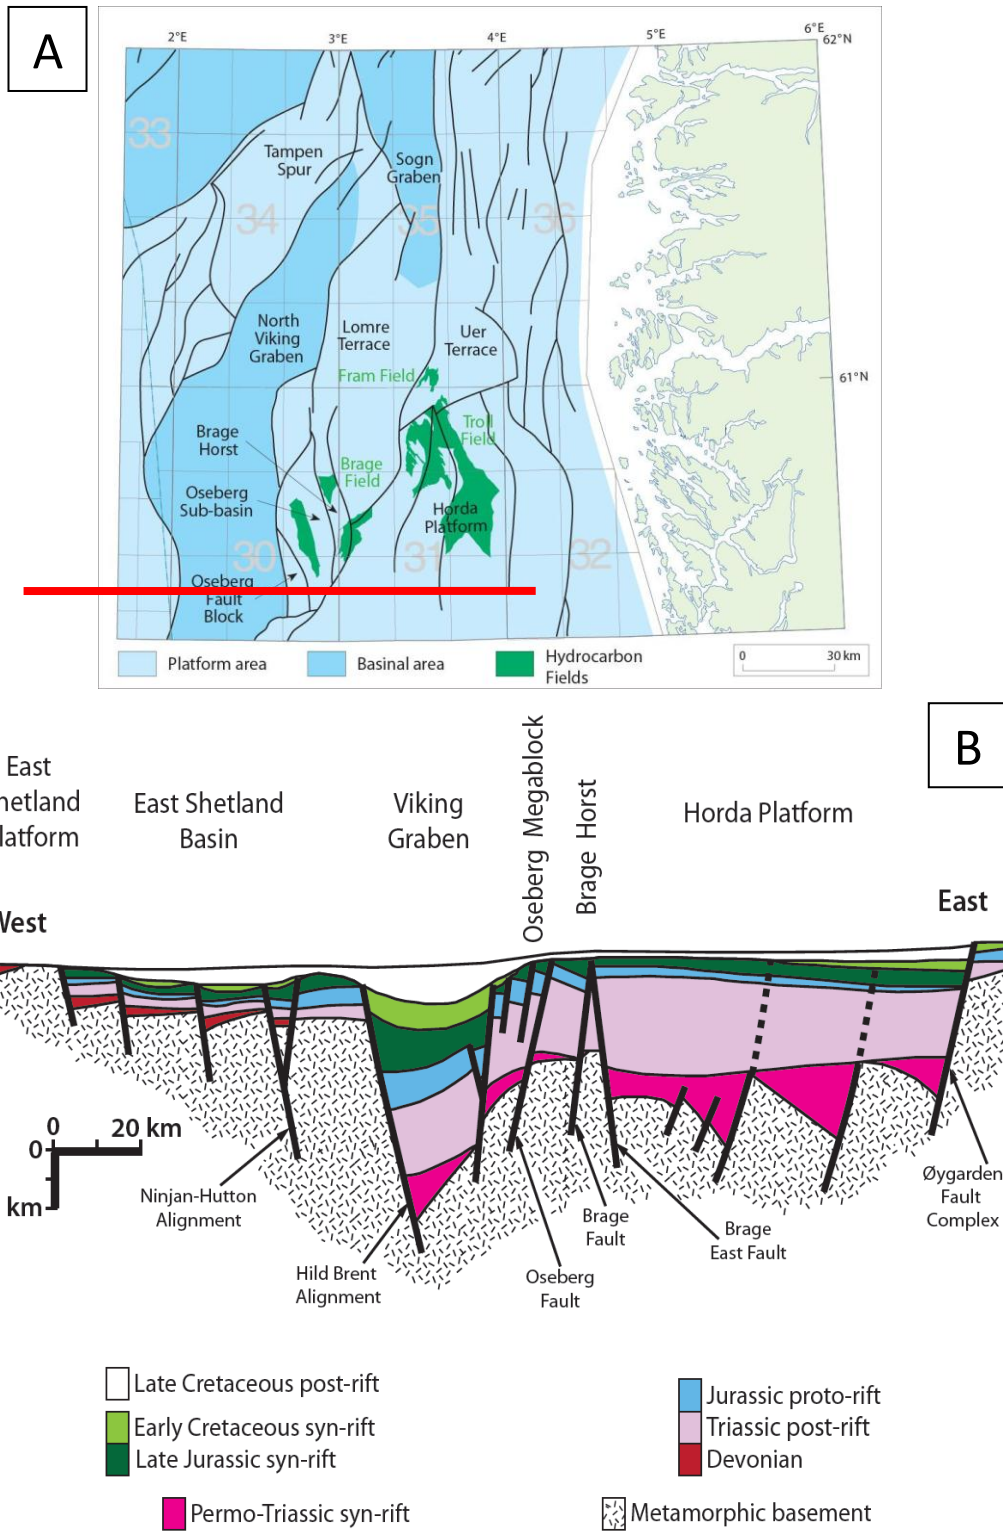 A
2°E
3°E
4°E
5°E
6°E
62°N
33
Tampen
Spur
Sogn
Graben
34
35
36
North
Viking
Graben
Lomre
Terrace
Uer
Terrace
Fram Field
61°N
Brage
Horst
Troll
Field
Brage
Field
Oseberg
Sub-basin
Horda
Platform
30
31
32
Oseberg
Fault
Block
Platform area
Basinal area
Hydrocarbon
Fields
0
30 km
B
East
hetland
latform
East Shetland
Basin
Viking
Graben
Oseberg Megablock
Brage Horst
Horda Platform
West
East
0
20 km
0
km
Ninjan-Hutton
Alignment
Hild Brent
Alignment
Oseberg
Fault
Brage
Fault
Brage
East Fault
Øygarden
Fault
Complex
Late Cretaceous post-rift
Early Cretaceous syn-rift
Late Jurassic syn-rift
Permo-Triassic syn-rift
Jurassic proto-rift
Triassic post-rift
Devonian
Metamorphic basement